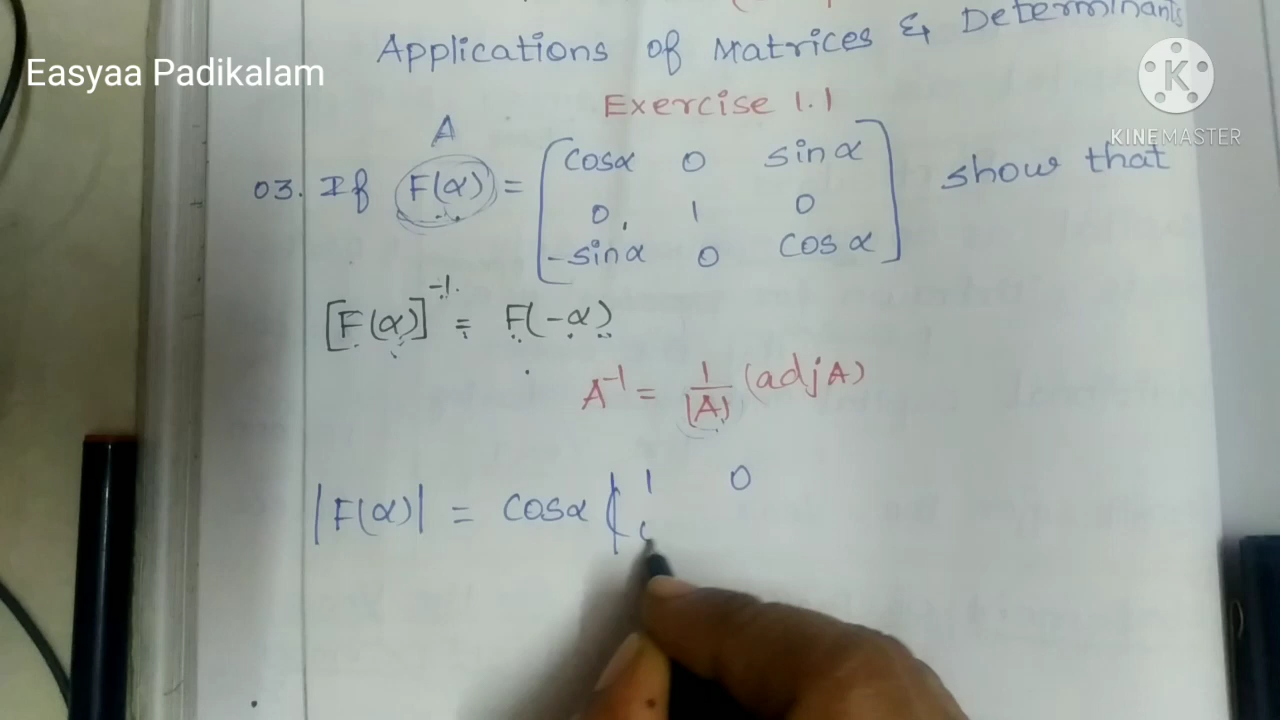 Applications of Matrices & Determinants
Easyaa Padikalam
K
KINEMASTER
Exercise 1.1
A
03. If F(α) = [cosα 0 sinα
0, 1 0
-sinα 0 cosα] show that
[F(α)]⁻¹ = F(-α)
A⁻¹ = 1/|A| (adj A)
|F(α)| = cosα | 1 0